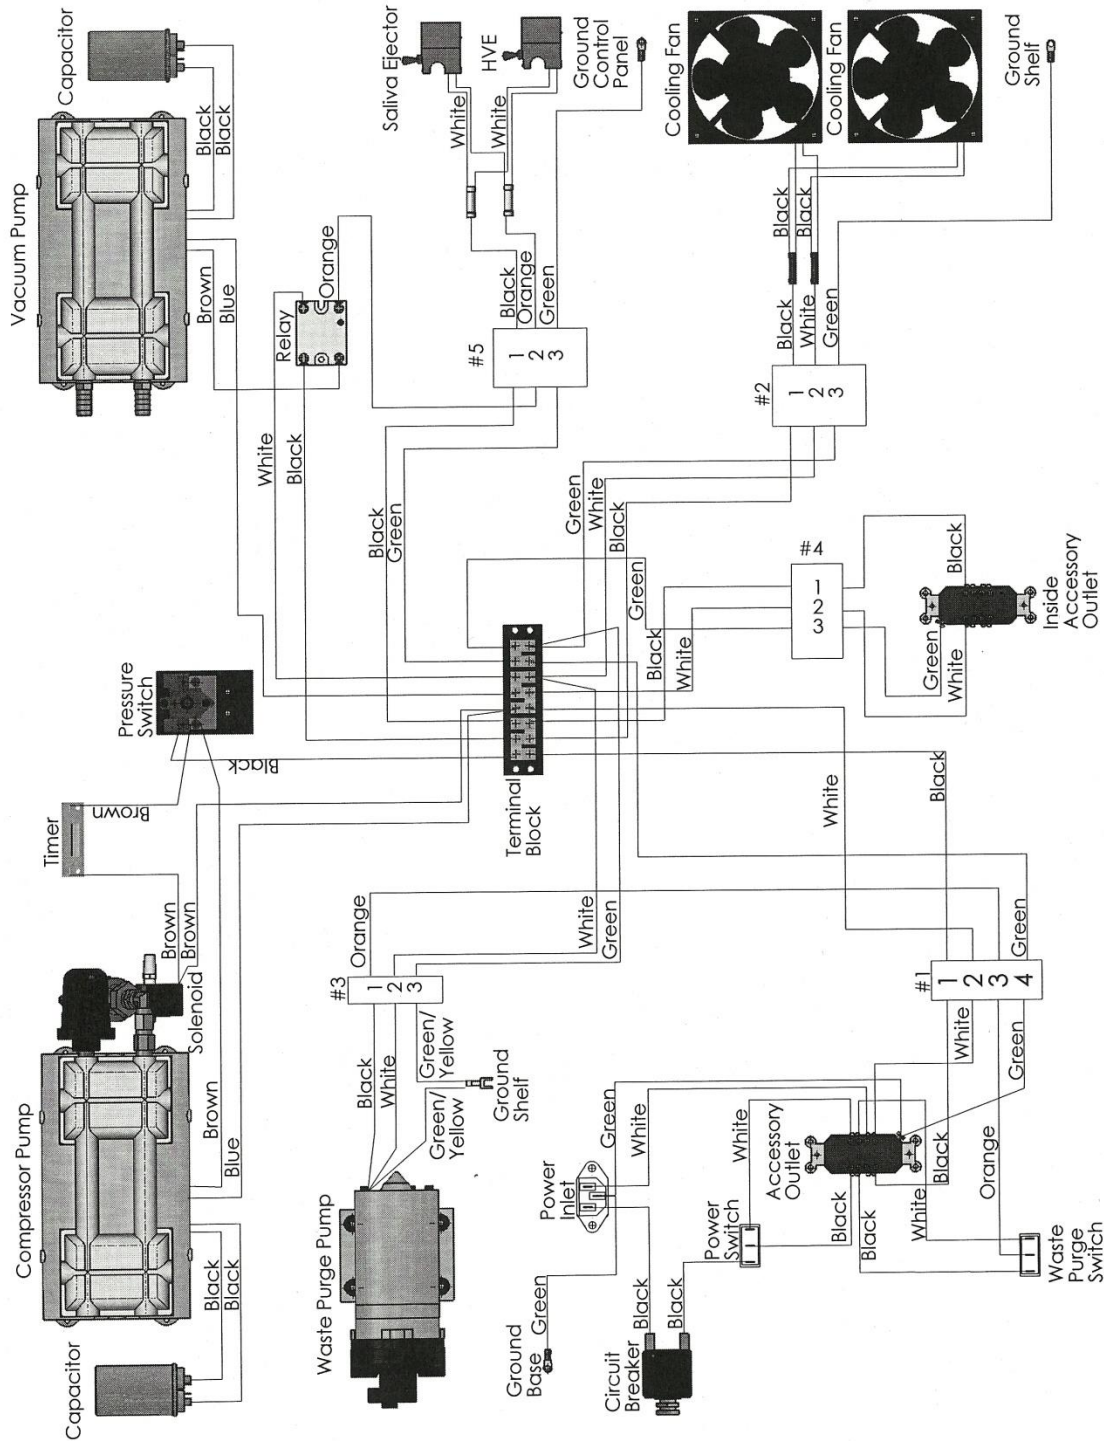 Vacuum Pump
Capacitor
Black
Black
Brown
Blue
Relay
Orange
White
Black
Saliva Ejector
HVE
White
White
Ground
Control
Panel
Black
Orange
Green
#5
1
2
3
Black
Green
Cooling Fan
Cooling Fan
Ground
Shelf
Black
Black
Black
White
Green
#2
1
2
3
Green
White
Black
Green
Black
White
#4
1
2
3
Black
Green
White
Inside
Accessory
Outlet
Pressure
Switch
Black
Timer
Brown
Terminal
Block
White
Black
Compressor Pump
Solenoid
Brown
Brown
Brown
Blue
Capacitor
Black
Black
#3
1
2
3
Orange
White
Green
Black
White
Green/
Yellow
Green/
Yellow
Ground
Shelf
Waste Purge Pump
#1
1
2
3
4
Green
White
Green
Orange
Black
Power
Inlet
Green
White
Ground
Base
Green
Circuit
Breaker
Black
Black
Power
Switch
White
Accessory
Outlet
Black
Black
White
Waste
Purge
Switch